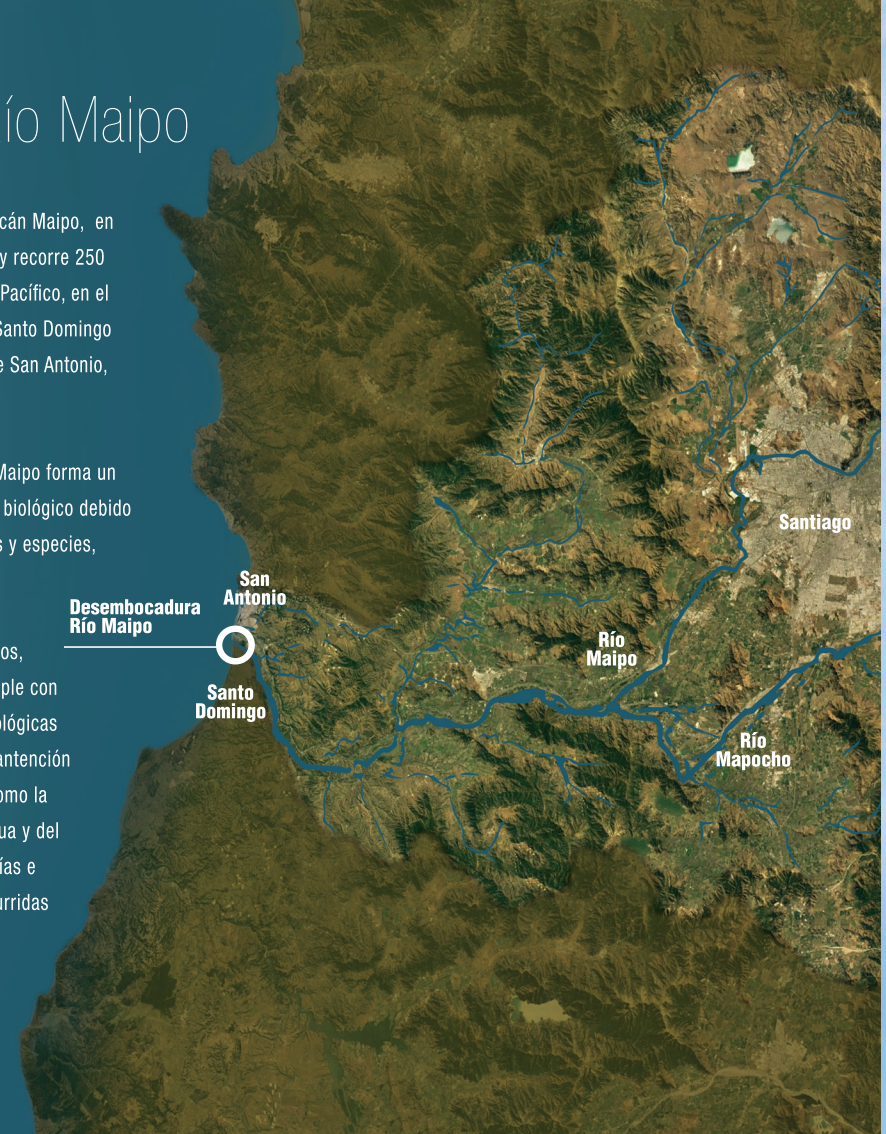 ío Maipo
cán Maipo, en
y recorre 250
Pacífico, en el
Santo Domingo
e San Antonio,
Maipo forma un
biológico debido
s y especies,
os,
ple con
ológicas
antención
omo la
ua y del
ías e
urridas
San
Antonio
Desembocadura
Río Maipo
Santo
Domingo
Santiago
Río
Maipo
Río
Mapocho